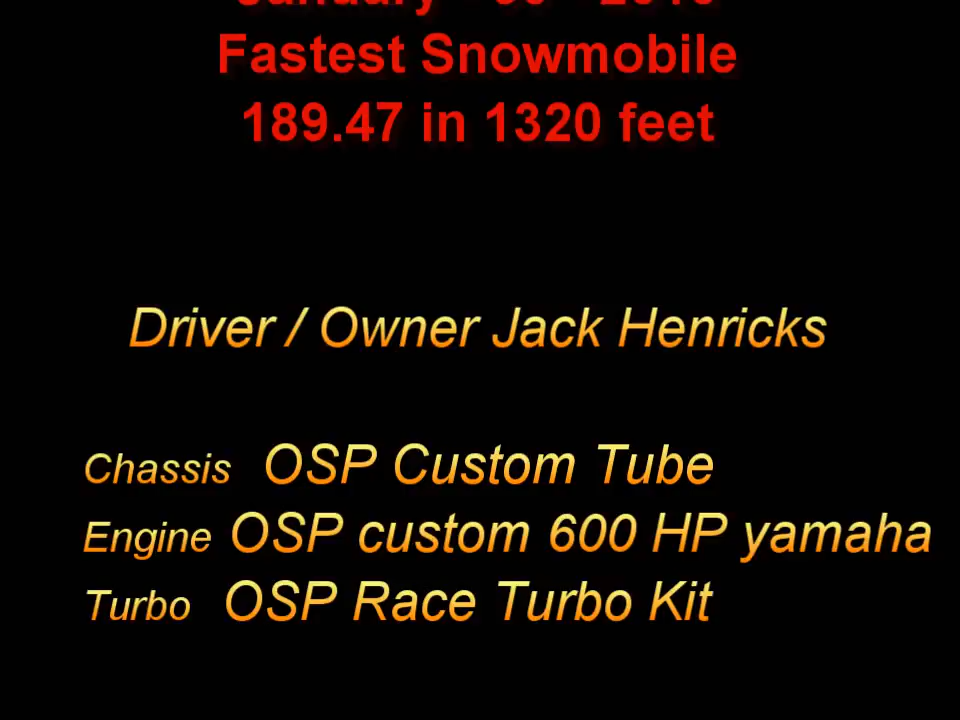 Fastest Snowmobile
189.47 in 1320 feet
Driver / Owner Jack Henricks
Chassis OSP Custom Tube
Engine OSP custom 600 HP yamaha
Turbo OSP Race Turbo Kit